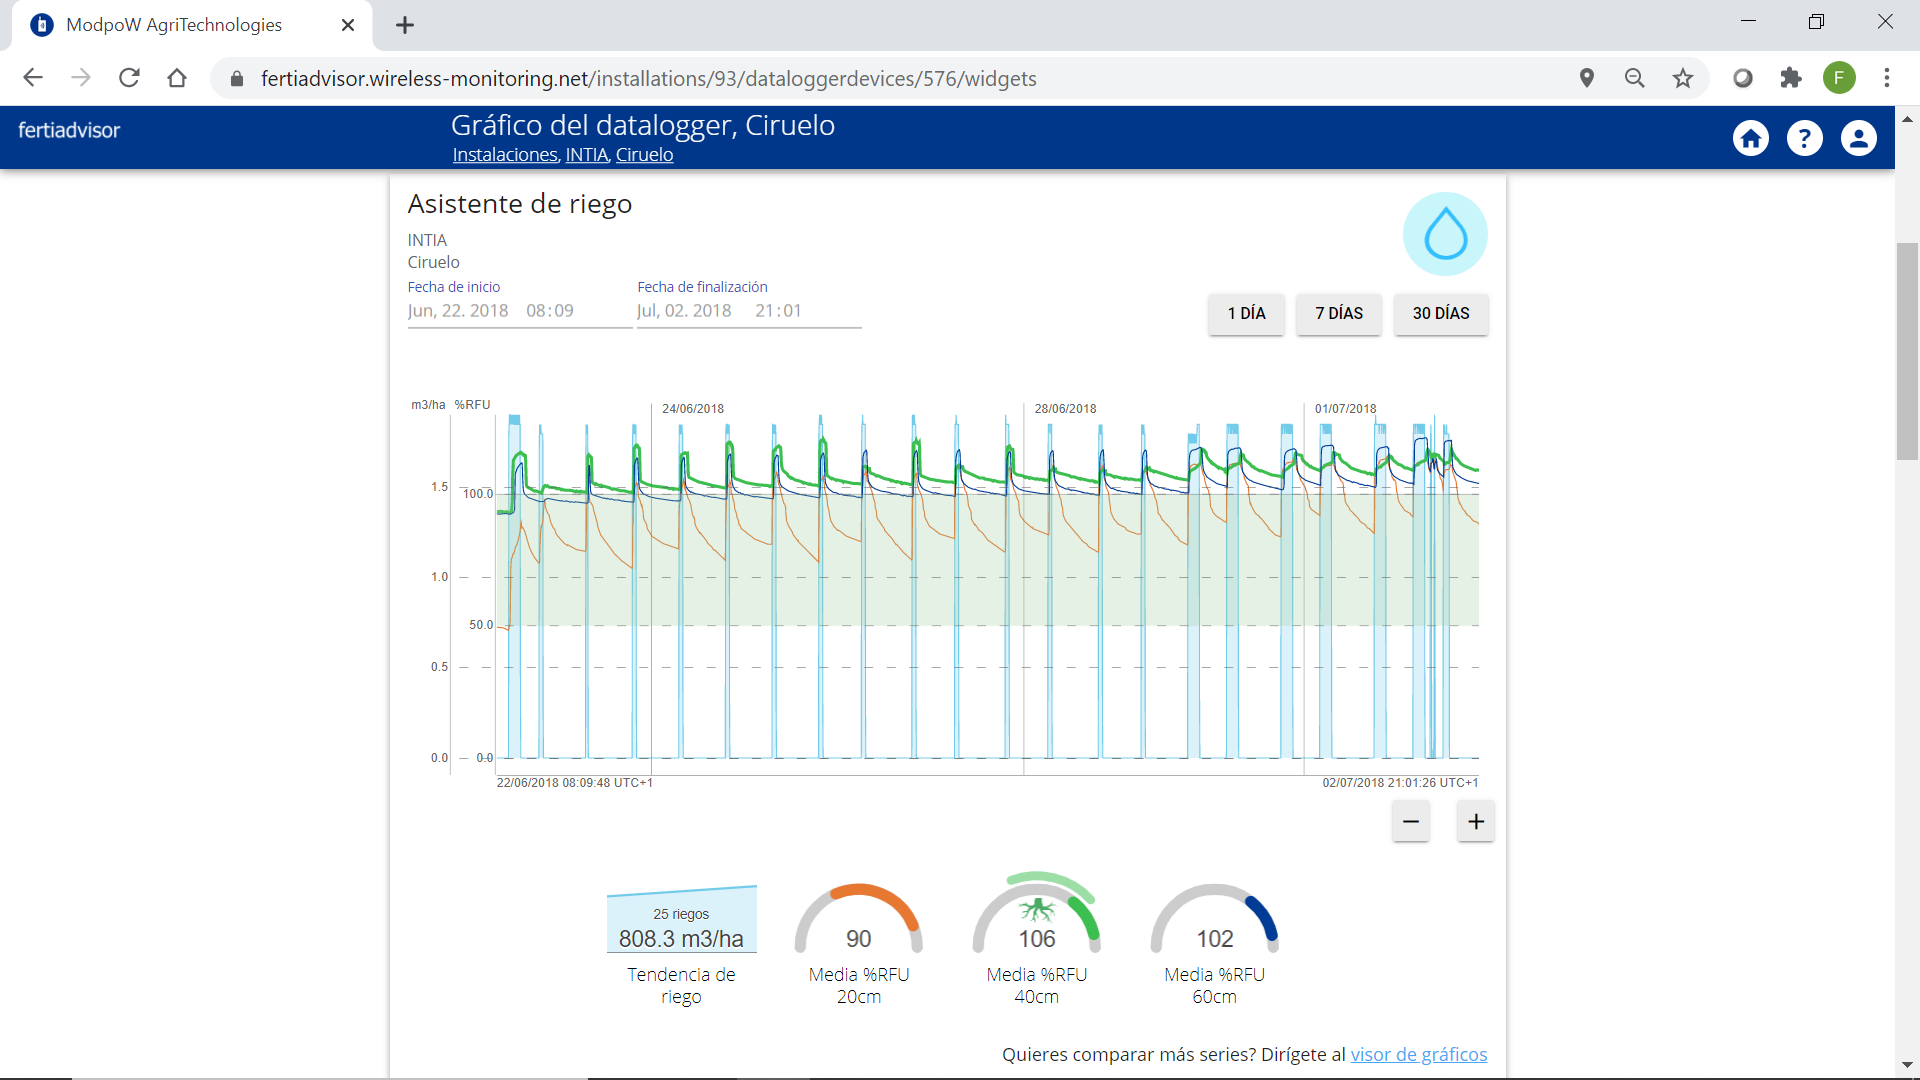 ModpoW AgriTechnologies
fertiadvisor.wireless-monitoring.net/installations/93/dataloggerdevices/576/widgets
F
fertiadvisor
Gráfico del datalogger, Ciruelo
Instalaciones, INTIA, Ciruelo
?
Asistente de riego
INTIA
Ciruelo
Fecha de inicio
Fecha de finalización
Jun, 22. 2018 08:09
Jul, 02. 2018 21:01
1 DÍA
7 DÍAS
30 DÍAS
m3/ha %RFU
24/06/2018
28/06/2018
01/07/2018
1.5
100.0
1.0
50.0
0.5
0.0
0.0
22/06/2018 08:09:48 UTC+1
02/07/2018 21:01:26 UTC+1
− +
25 riegos
808.3 m3/ha
Tendencia de
riego
90
Media %RFU
20cm
106
Media %RFU
40cm
102
Media %RFU
60cm
Quieres comparar más series? Dirígete al visor de gráficos